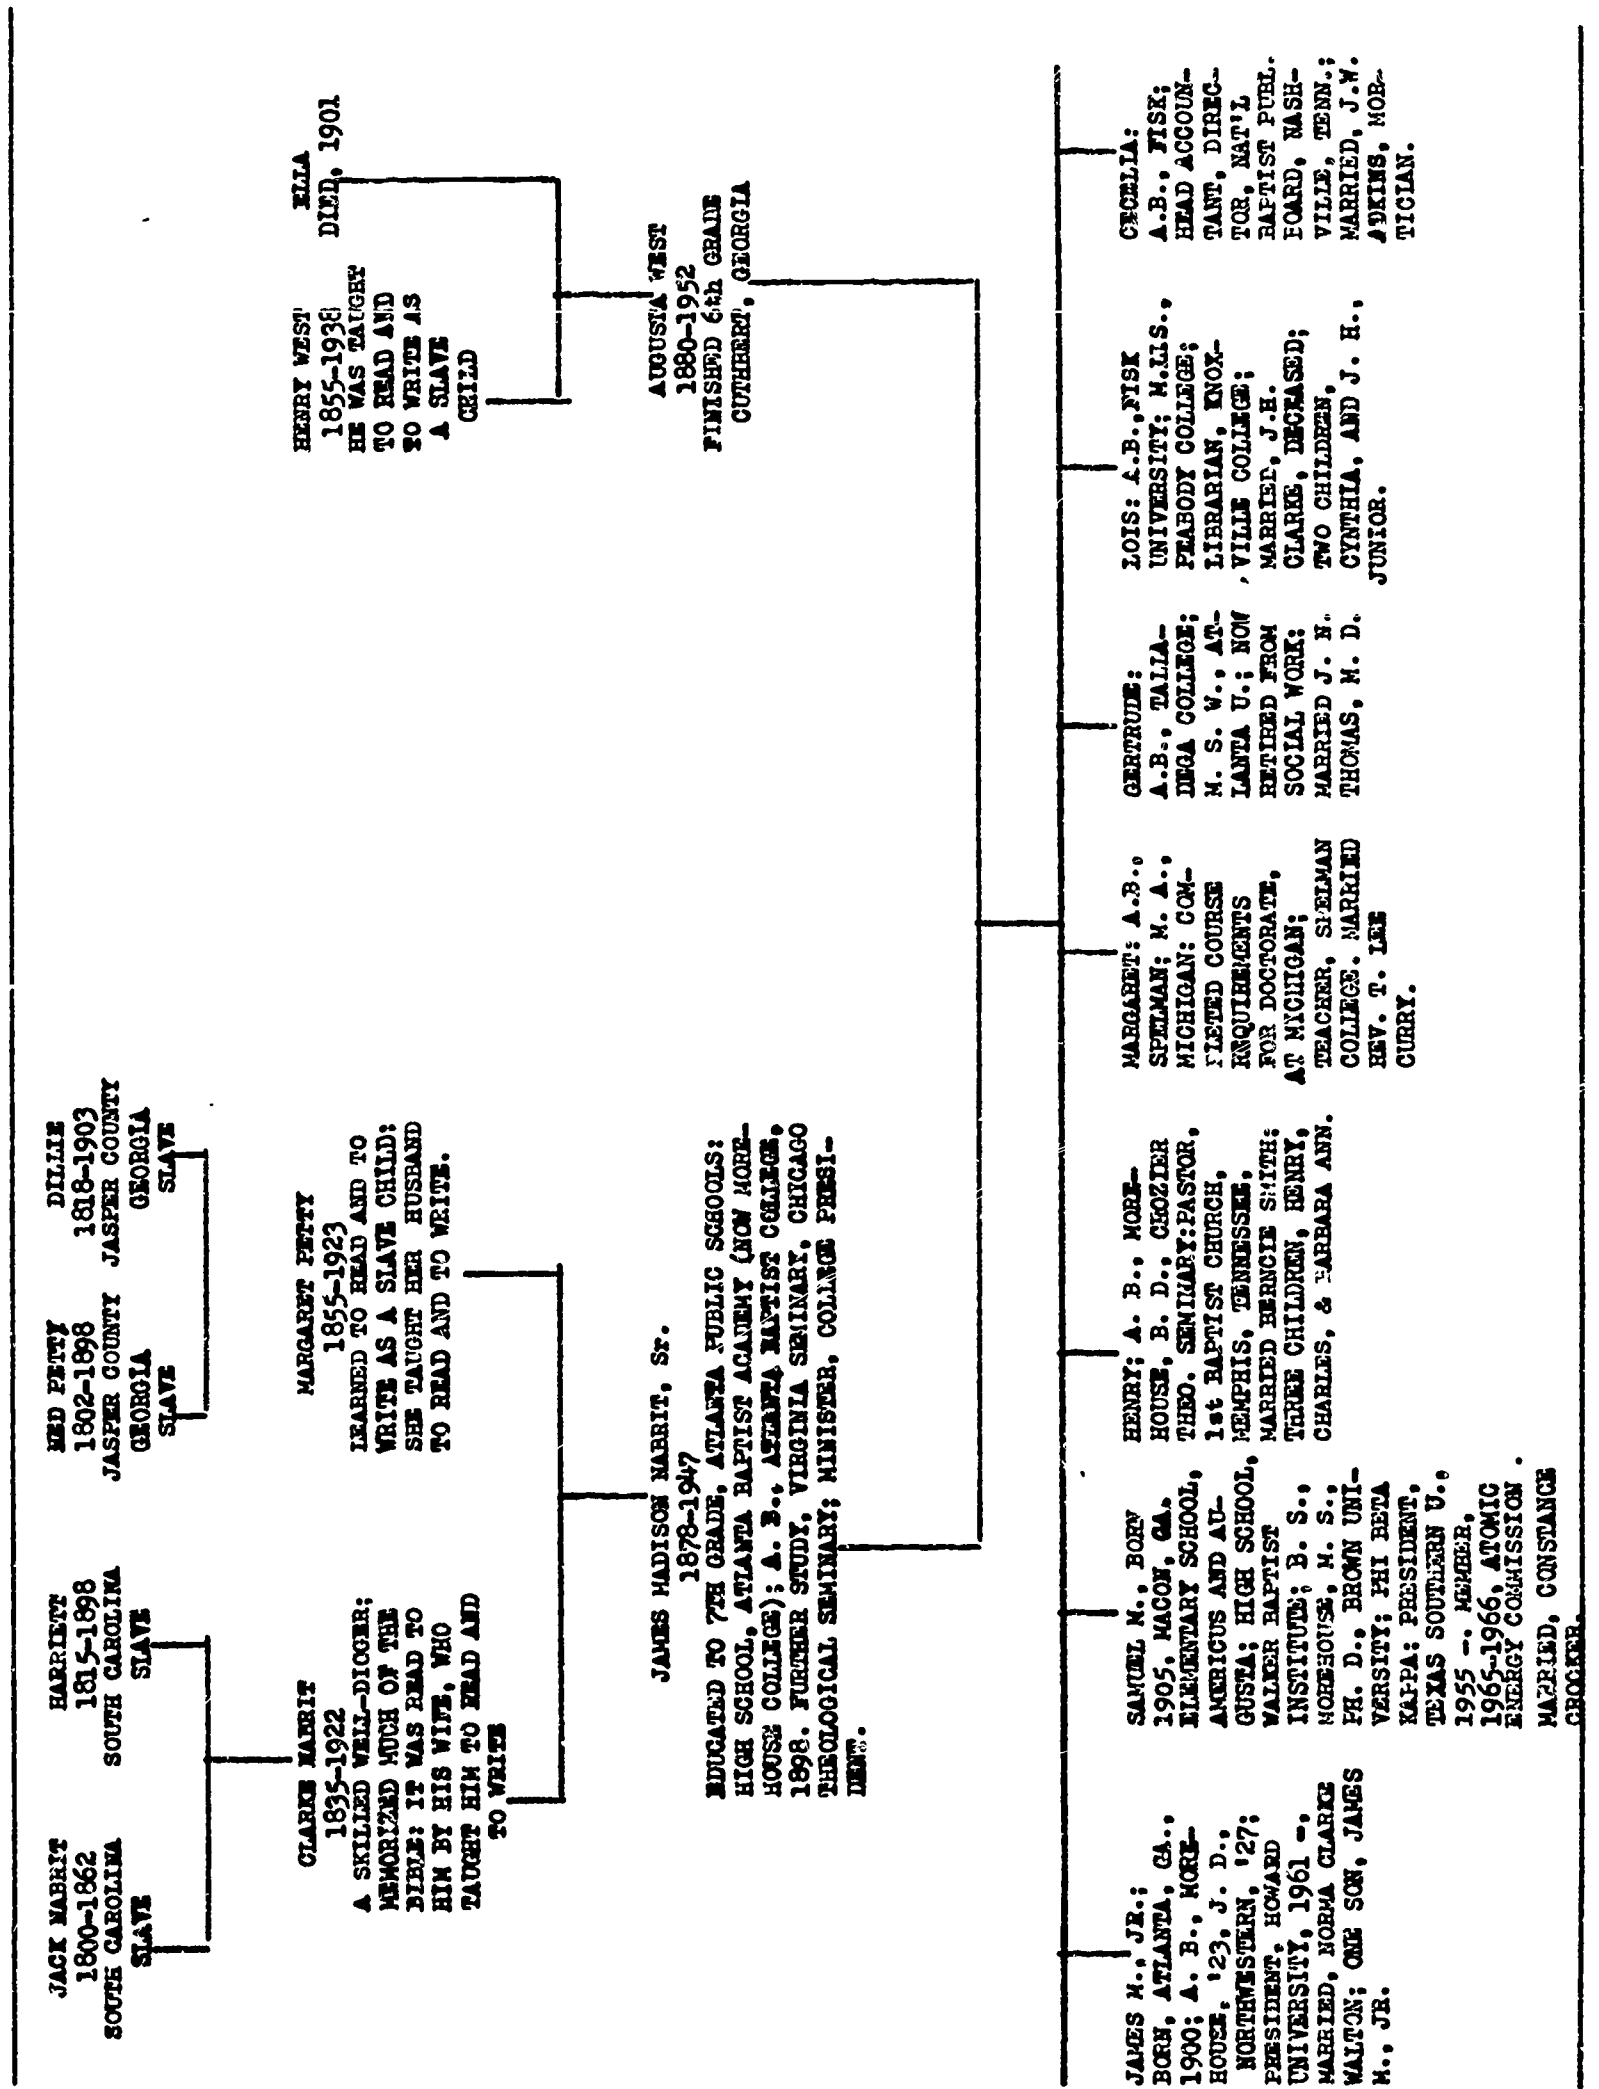 JACK NABRIT
1800-1862
SOUTH CAROLINA
SLAVE
HARRIETT
1815-1898
SOUTH CAROLINA
SLAVE
NED PETTY
1802-1898
JASPER COUNTY
GEORGIA
SLAVE
DILLIE
1818-1903
JASPER COUNTY
GEORGIA
SLAVE
CLARKE NABRIT
1835-1922
A SKILLED WELL-DIGGER;
MEMORIZED MUCH OF THE
BIBLE: IT WAS READ TO
HIM BY HIS WIFE, WHO
TAUGHT HIM TO READ AND
TO WRITE
MARGARET PETTY
1855-1923
LEARNED TO READ AND TO
WRITE AS A SLAVE CHILD:
SHE TAUGHT HER HUSBAND
TO READ AND TO WRITE.
HENRY WEST
1855-1938
HE WAS TAUGHT
TO READ AND
TO WRITE AS
A SLAVE
CHILD
ELLA
DIED, 1901
JAMES MADISON NABRIT, Sr.
1878-1947
EDUCATED TO 7TH GRADE, ATLANTA PUBLIC SCHOOLS:
HIGH SCHOOL, ATLANTA BAPTIST ACADEMY (NOW MORE-
HOUSE COLLEGE); A. B., ATLANTA BAPTIST COLLEGE,
1898. FURTHER STUDY, VIRGINIA SEMINARY, CHICAGO
THEOLOGICAL SEMINARY; MINISTER, COLLEGE PRESI-
DENT.
AUGUSTA WEST
1880-1952
FINISHED 6th GRADE
CUTHBERT, GEORGIA
JAMES M., JR.;
BORN, ATLANTA, GA.,
1900; A. B., MORE-
HOUSE, '23, J. D.,
NORTHWESTERN, '27;
PRESIDENT, HOWARD
UNIVERSITY, 1961 -,
MARRIED, NORMA CLARKE
WALTON; ONE SON, JAMES
M., JR.
SAMUEL M., BORN
1905, MACON, GA.
ELEMENTARY SCHOOL,
AMERICUS AND AU-
GUSTA; HIGH SCHOOL,
WALKER BAPTIST
INSTITUTE; B. S.,
MOREHOUSE, M. S.,
PH. D., BROWN UNI-
VERSITY; PHI BETA
KAPPA; PRESIDENT,
TEXAS SOUTHERN U.,
1955 -. MEMBER,
1965-1966, ATOMIC
ENERGY COMMISSION.
MARRIED, CONSTANCE
CROCKER.
HENRY; A. B., MORE-
HOUSE, B. D., CROZIER
THEO. SEMINARY:PASTOR,
1st BAPTIST CHURCH,
MEMPHIS, TENNESSEE,
MARRIED BERNCIE SMITH:
THREE CHILDREN, HENRY,
CHARLES, & BARBARA ANN.
MARGARET: A.B.,
SPELMAN; M. A.,
MICHIGAN: COM-
PLETED COURSE
REQUIREMENTS
FOR DOCTORATE,
AT MICHIGAN;
TEACHER, SPELMAN
COLLEGE. MARRIED
REV. T. LEE
CURRY.
GERTRUDE:
A.B., TALLA-
DEGA COLLEGE;
M. S. W., AT-
LANTA U.; NOW
RETIRED FROM
SOCIAL WORK:
MARRIED J. N.
THOMAS, M. D.
LOIS: A.B.,FISK
UNIVERSITY; M.LIS.,
PEABODY COLLEGE;
LIBRARIAN, KNOX-
VILLE COLLEGE;
MARRIED, J.H.
CLARKE, DECEASED;
TWO CHILDREN,
CYNTHIA, AND J. H.,
JUNIOR.
CECELIA:
A.B., FISK;
HEAD ACCOUN-
TANT, DIREC-
TOR, NAT'L
BAPTIST PUBL.
BOARD, NASH-
VILLE, TENN.;
MARRIED, J.W.
ADKINS, MOR-
TICIAN.